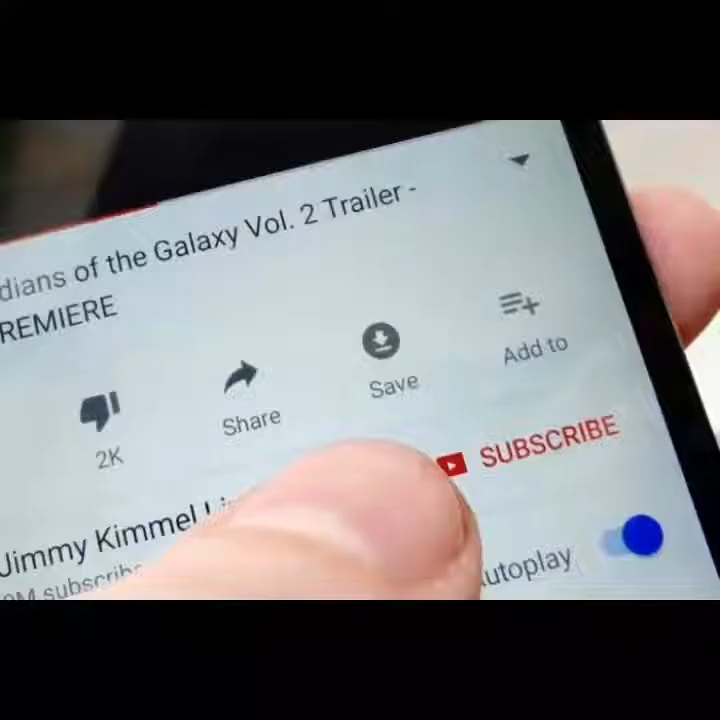 dians of the Galaxy Vol. 2 Trailer -
REMIERE
2K
Share
Save
Add to
SUBSCRIBE
Jimmy Kimmel
utoplay